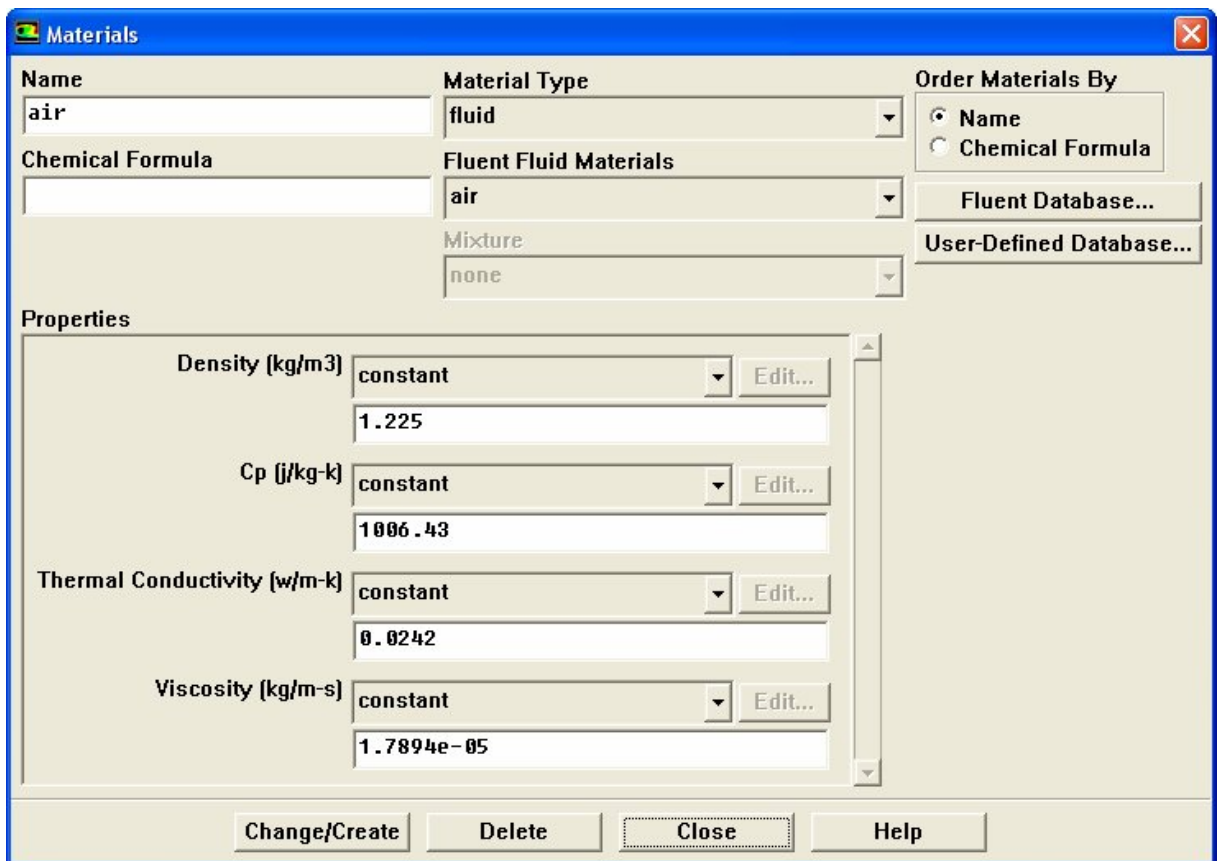 Materials
Name
air
Chemical Formula
Material Type
fluid
Fluent Fluid Materials
air
Mixture
none
Order Materials By
Name
Chemical Formula
Fluent Database...
User-Defined Database...
Properties
Density (kg/m3) constant Edit...
1.225
Cp (j/kg-k) constant Edit...
1006.43
Thermal Conductivity (w/m-k) constant Edit...
0.0242
Viscosity (kg/m-s) constant Edit...
1.7894e-05
Change/Create Delete Close Help